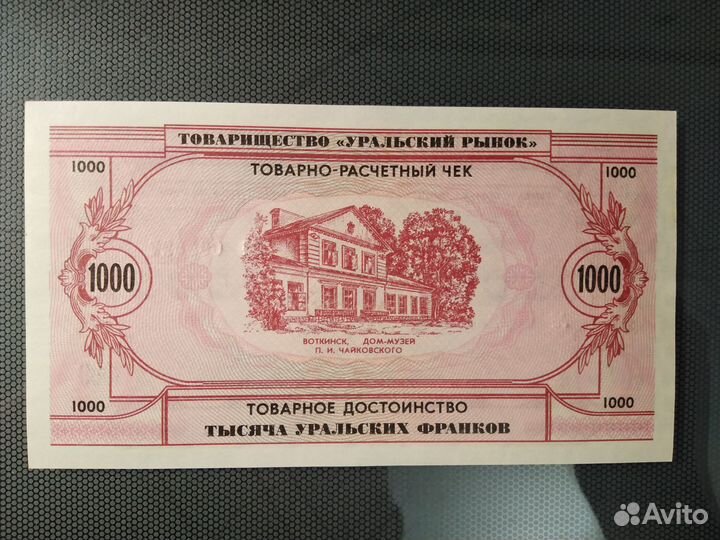 ТОВАРИЩЕСТВО «УРАЛЬСКИЙ РЫНОК»
1000 ТОВАРНО-РАСЧЕТНЫЙ ЧЕК 1000
1000 1000
ВОТКИНСК, ДОМ-МУЗЕЙ
П. И. ЧАЙКОВСКОГО
1000 ТОВАРНОЕ ДОСТОИНСТВО 1000
ТЫСЯЧА УРАЛЬСКИХ ФРАНКОВ
Avito